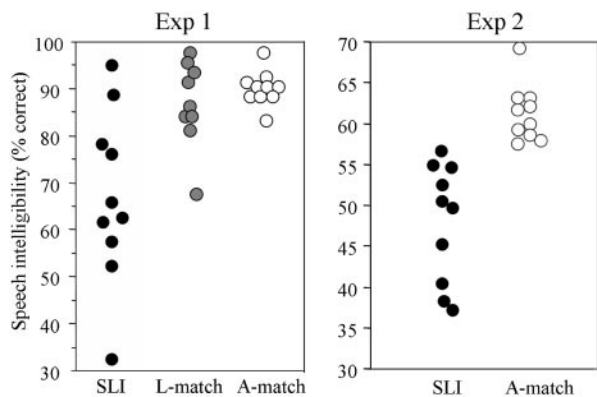 Exp 1
Exp 2
Speech intelligibility (% correct)
100
90
80
70
60
50
40
30
SLI
L-match
A-match
70
65
60
55
50
45
40
35
30
SLI
A-match